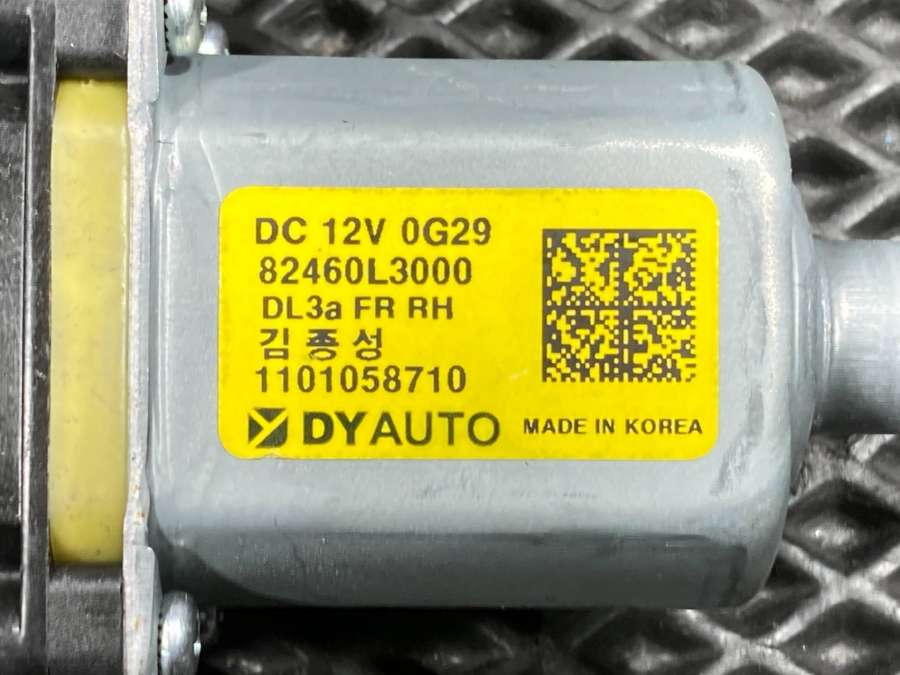 DC 12V 0G29
82460L3000
DL3a FR RH
김종성
1101058710
DYAUTO MADE IN KOREA